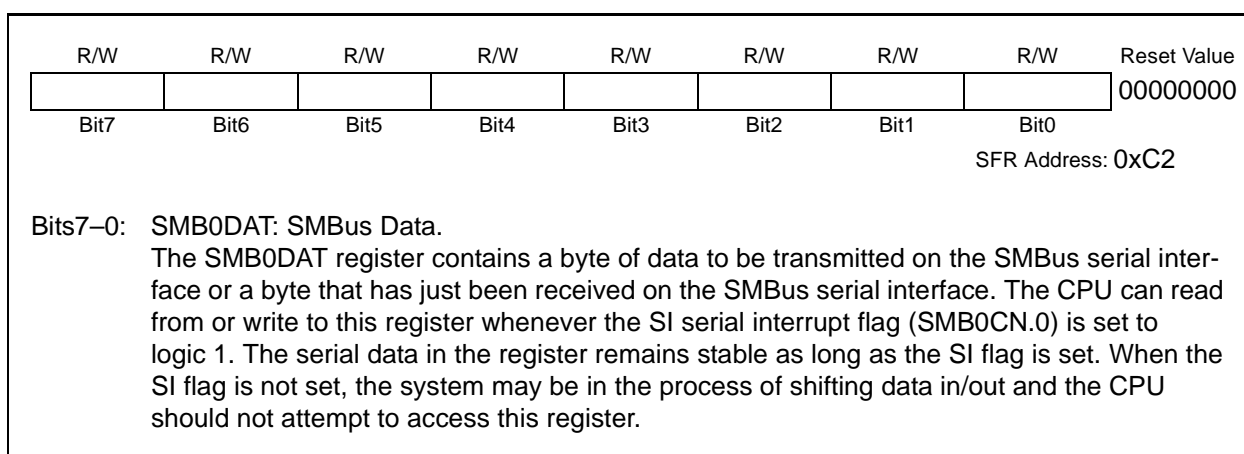 R/W R/W R/W R/W R/W R/W R/W R/W Reset Value
00000000
Bit7 Bit6 Bit5 Bit4 Bit3 Bit2 Bit1 Bit0
SFR Address: 0xC2
Bits7–0: SMB0DAT: SMBus Data.
The SMB0DAT register contains a byte of data to be transmitted on the SMBus serial inter-
face or a byte that has just been received on the SMBus serial interface. The CPU can read
from or write to this register whenever the SI serial interrupt flag (SMB0CN.0) is set to
logic 1. The serial data in the register remains stable as long as the SI flag is set. When the
SI flag is not set, the system may be in the process of shifting data in/out and the CPU
should not attempt to access this register.